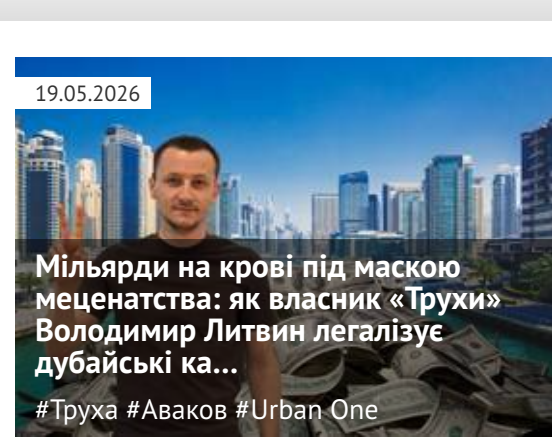 19.05.2026
Мільярди на крові під маскою
меценатства: як власник «Трухи»
Володимир Литвин легалізує
дубайські ка...
#Труха #Аваков #Urban One